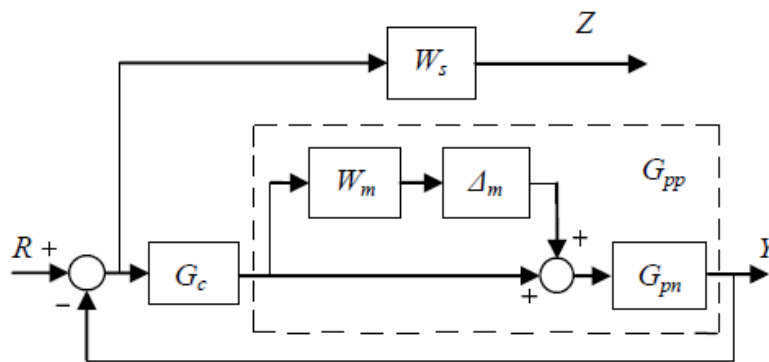 Z
W_s
W_m
Δ_m
G_pp
+
R +
G_c
+
G_pn
Y
−